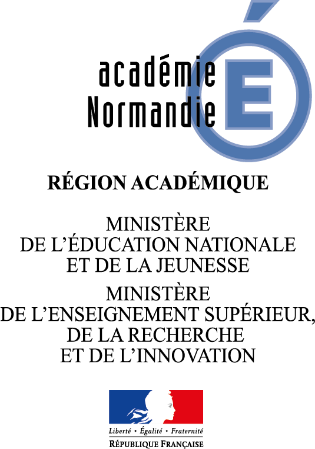 académie
Normandie
É
RÉGION ACADÉMIQUE
MINISTÈRE
DE L'ÉDUCATION NATIONALE
ET DE LA JEUNESSE
MINISTÈRE
DE L'ENSEIGNEMENT SUPÉRIEUR,
DE LA RECHERCHE
ET DE L'INNOVATION
Liberté • Égalité • Fraternité
RÉPUBLIQUE FRANÇAISE